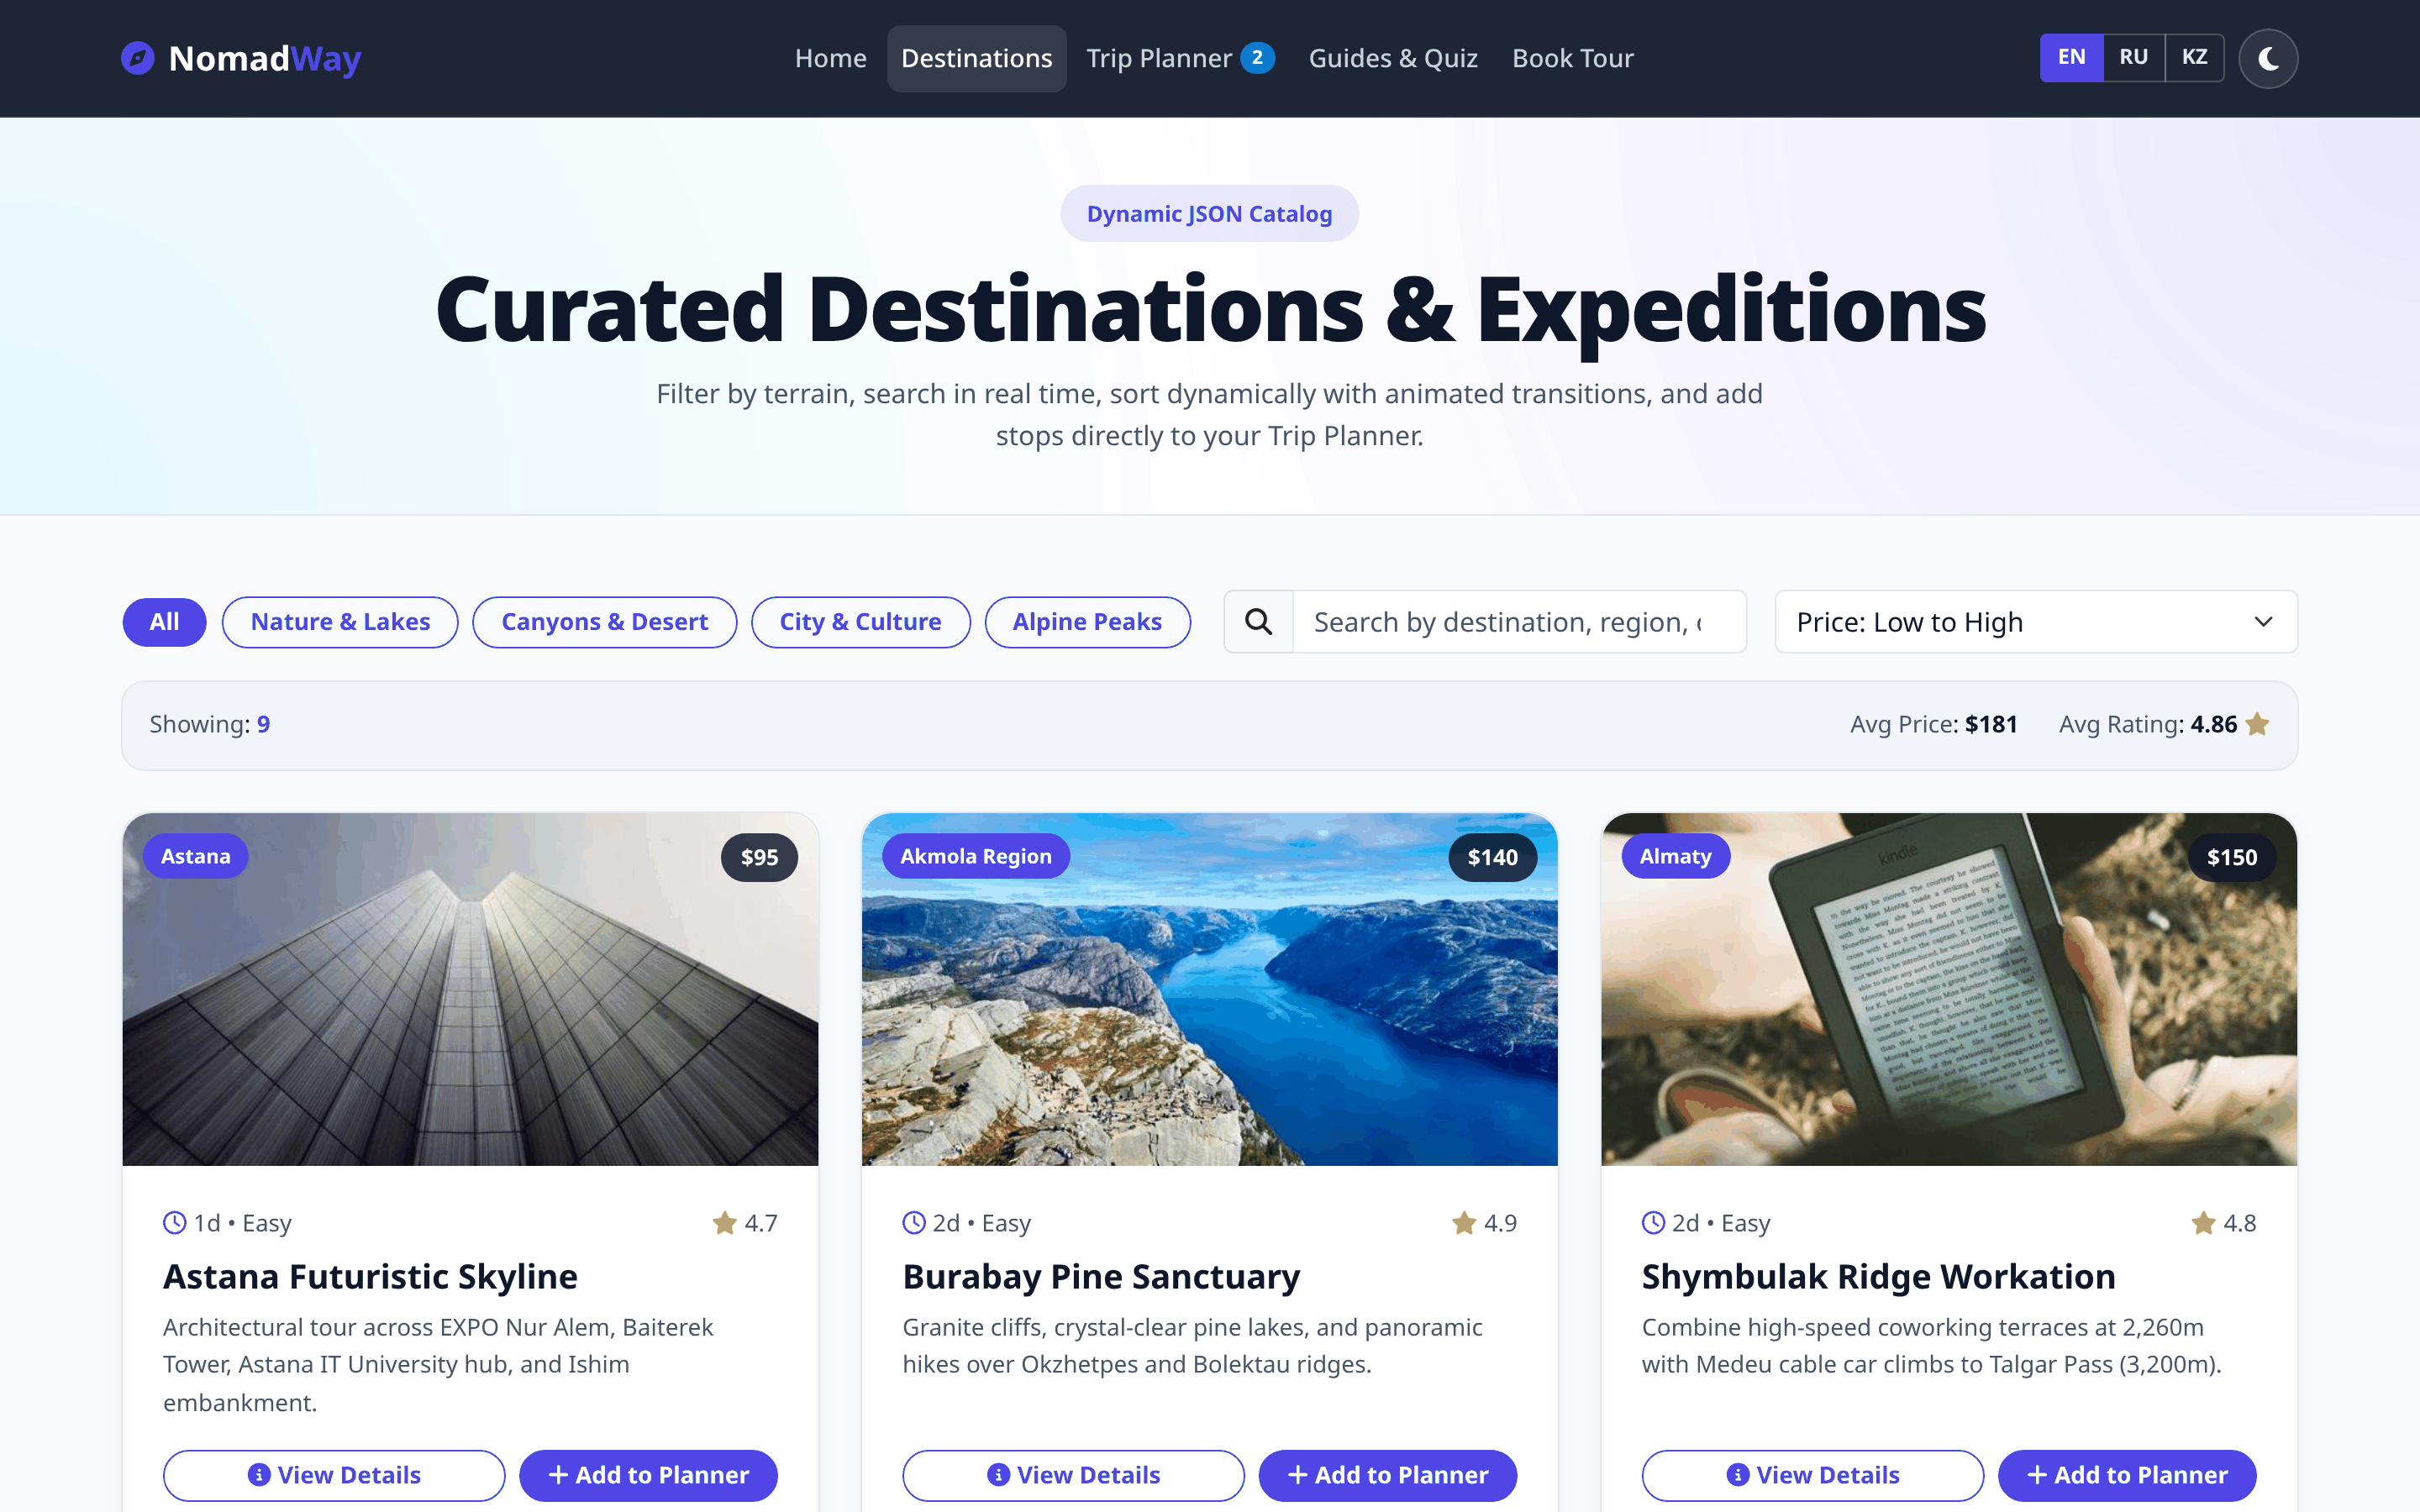 NomadWay
Home
Destinations
Trip Planner 2
Guides & Quiz
Book Tour
EN
RU
KZ
Dynamic JSON Catalog
Curated Destinations & Expeditions
Filter by terrain, search in real time, sort dynamically with animated transitions, and add
stops directly to your Trip Planner.
All
Nature & Lakes
Canyons & Desert
City & Culture
Alpine Peaks
Search by destination, region,
Price: Low to High
Showing: 9
Avg Price: $181
Avg Rating: 4.86
Astana
$95
1d • Easy
4.7
Astana Futuristic Skyline
Architectural tour across EXPO Nur Alem, Baiterek
Tower, Astana IT University hub, and Ishim
embankment.
View Details
+ Add to Planner
Akmola Region
$140
2d • Easy
4.9
Burabay Pine Sanctuary
Granite cliffs, crystal-clear pine lakes, and panoramic
hikes over Okzhetpes and Bolektau ridges.
View Details
+ Add to Planner
Almaty
$150
kindle
2d • Easy
4.8
Shymbulak Ridge Workation
Combine high-speed coworking terraces at 2,260m
with Medeu cable car climbs to Talgar Pass (3,200m).
View Details
+ Add to Planner